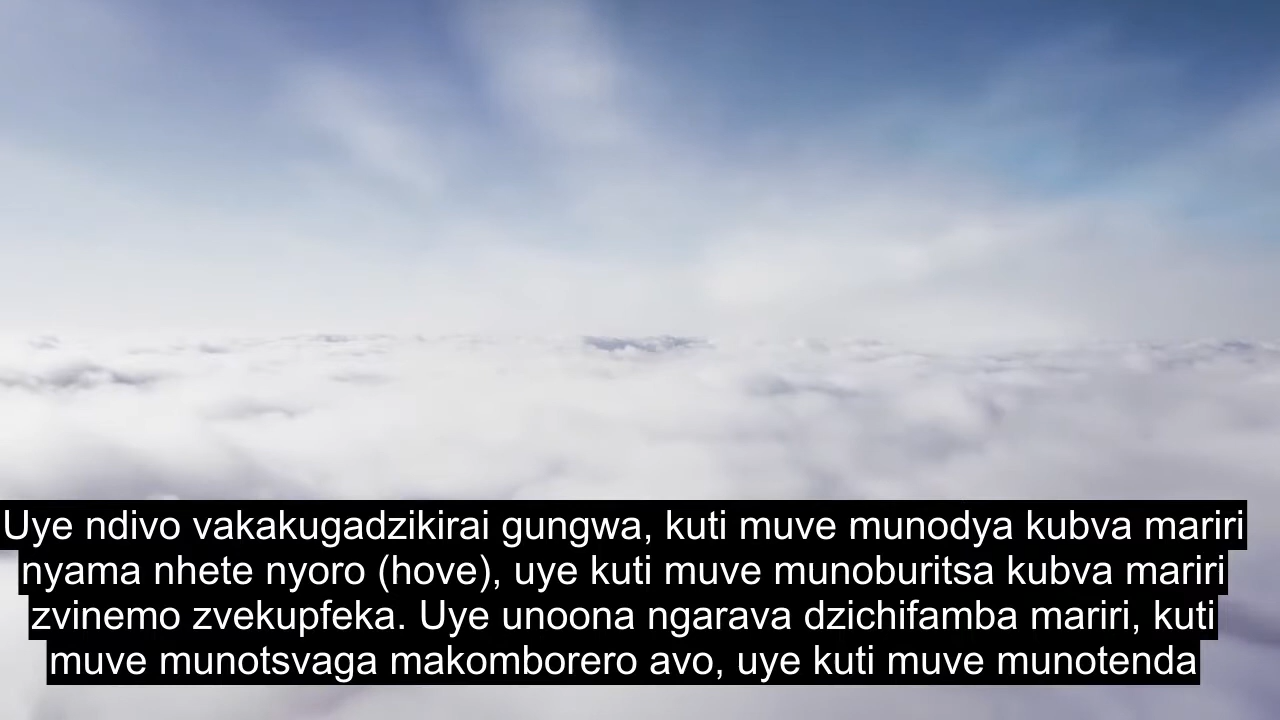 Uye ndivo vakakugadzikirai gungwa, kuti muve munodya kubva mariri
nyama nhete nyoro (hove), uye kuti muve munoburitsa kubva mariri
zvinemo zvekupfeka. Uye unoona ngarava dzichifamba mariri, kuti
muve munotsvaga makomborero avo, uye kuti muve munotenda